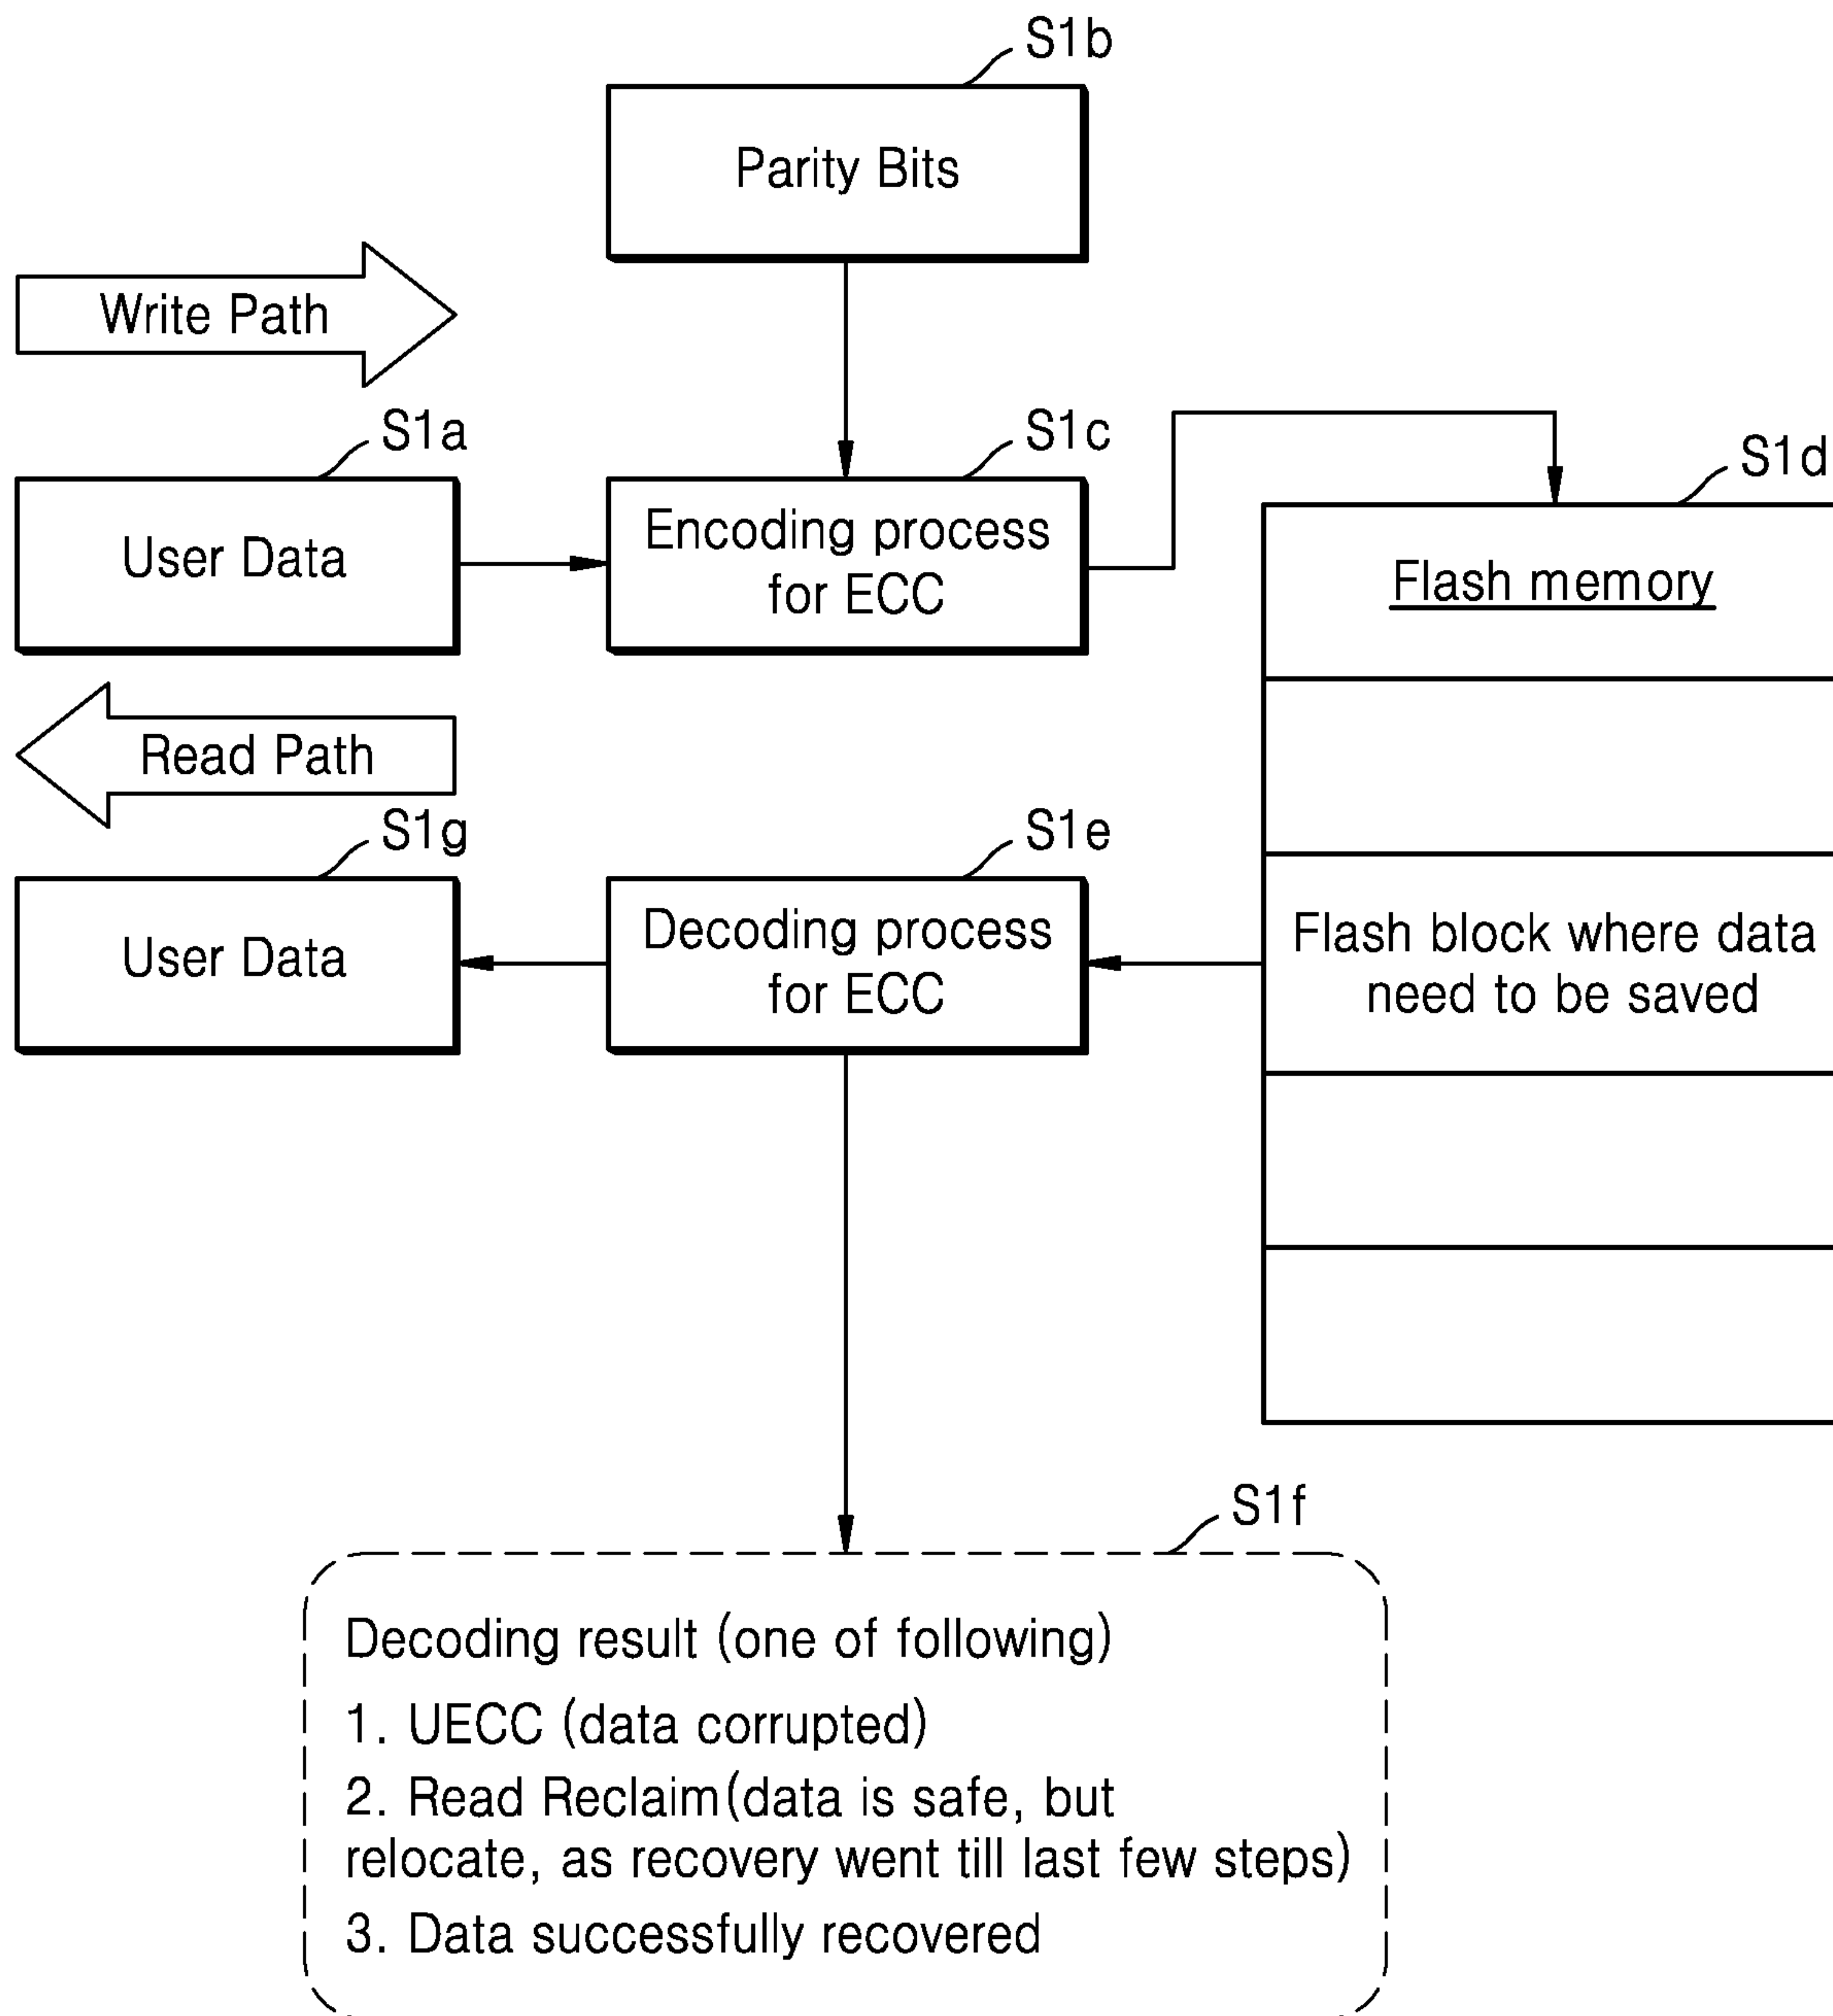 S1b
Parity Bits
Write Path
S1a
S1c
S1d
User Data
Encoding process
for ECC
Flash memory
Read Path
S1g
S1e
User Data
Decoding process
for ECC
Flash block where data
need to be saved
S1f
Decoding result (one of following)
1. UECC (data corrupted)
2. Read Reclaim(data is safe, but
relocate, as recovery went till last few steps)
3. Data successfully recovered